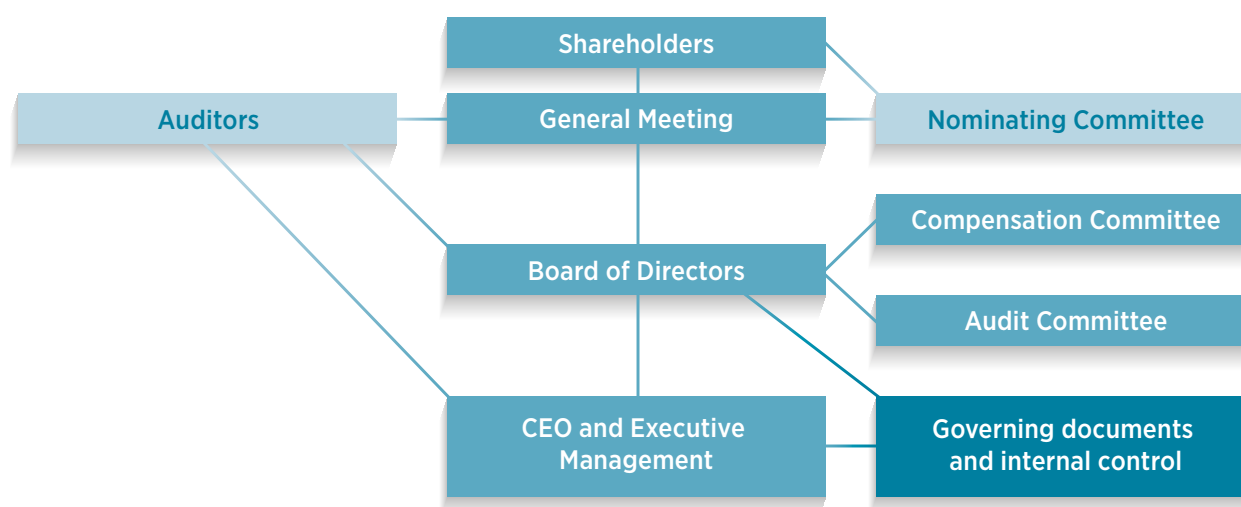 Shareholders
Auditors
General Meeting
Nominating Committee
Compensation Committee
Board of Directors
Audit Committee
CEO and Executive
Management
Governing documents
and internal control